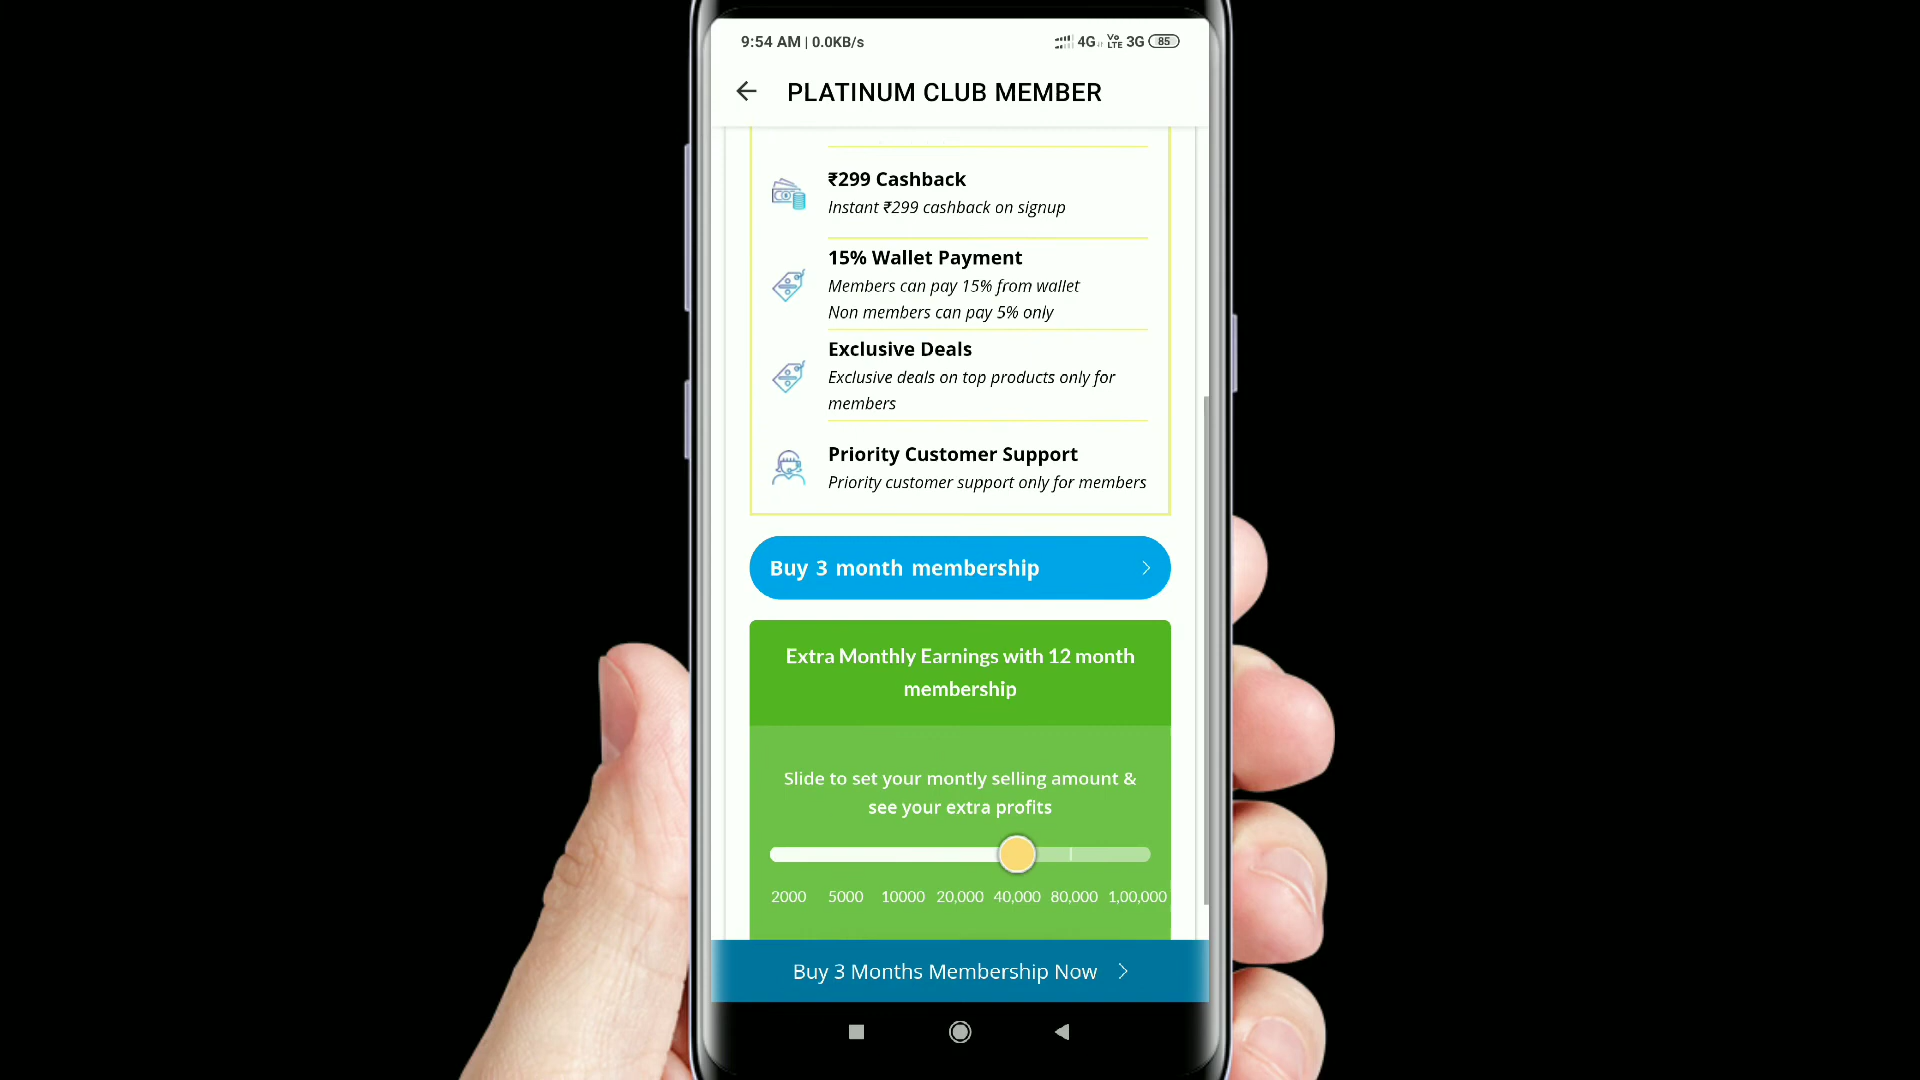 9:54 AM | 0.0KB/s 4G Vo LTE 3G 85
PLATINUM CLUB MEMBER
₹299 Cashback
Instant ₹299 cashback on signup
15% Wallet Payment
Members can pay 15% from wallet
Non members can pay 5% only
Exclusive Deals
Exclusive deals on top products only for
members
Priority Customer Support
Priority customer support only for members
Buy 3 month membership
Extra Monthly Earnings with 12 month
membership
Slide to set your montly selling amount &
see your extra profits
2000 5000 10000 20,000 40,000 80,000 1,00,000
Buy 3 Months Membership Now